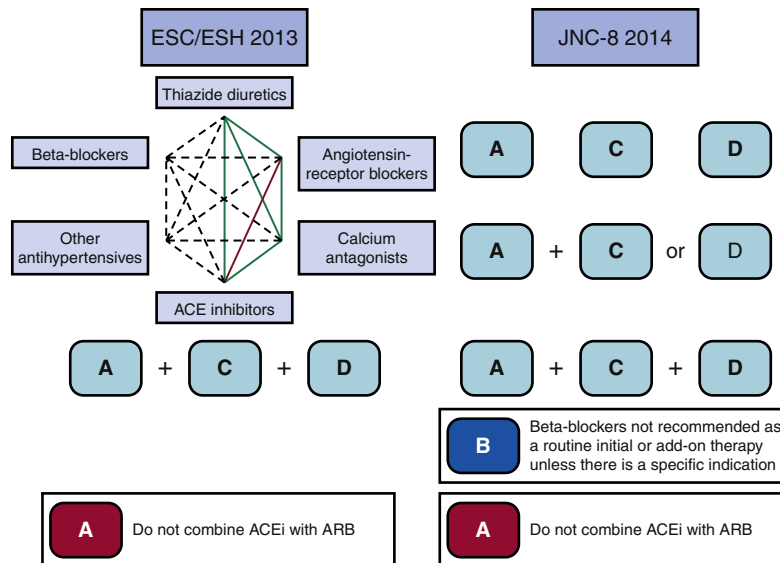 ESC/ESH 2013
Thiazide diuretics
Beta-blockers
Angiotensin-
receptor blockers
Other
antihypertensives
Calcium
antagonists
ACE inhibitors
A + C + D
Do not combine ACEi with ARB
A
JNC-8 2014
A C D
A + C or D
A + C + D
B
Beta-blockers not recommended as
a routine initial or add-on therapy
unless there is a specific indication
A
Do not combine ACEi with ARB